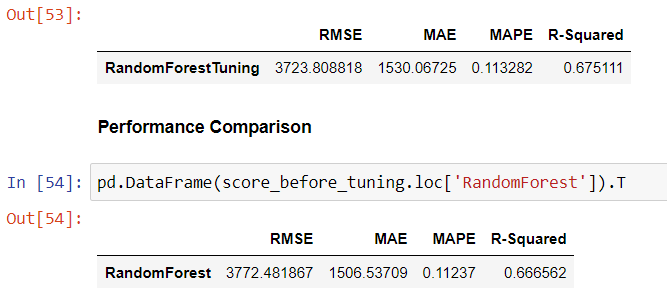 Out[53]:
RMSE MAE MAPE R-Squared
RandomForestTuning 3723.808818 1530.06725 0.113282 0.675111
Performance Comparison
In [54]: pd.DataFrame(score_before_tuning.loc['RandomForest']).T
Out[54]:
RMSE MAE MAPE R-Squared
RandomForest 3772.481867 1506.53709 0.11237 0.666562